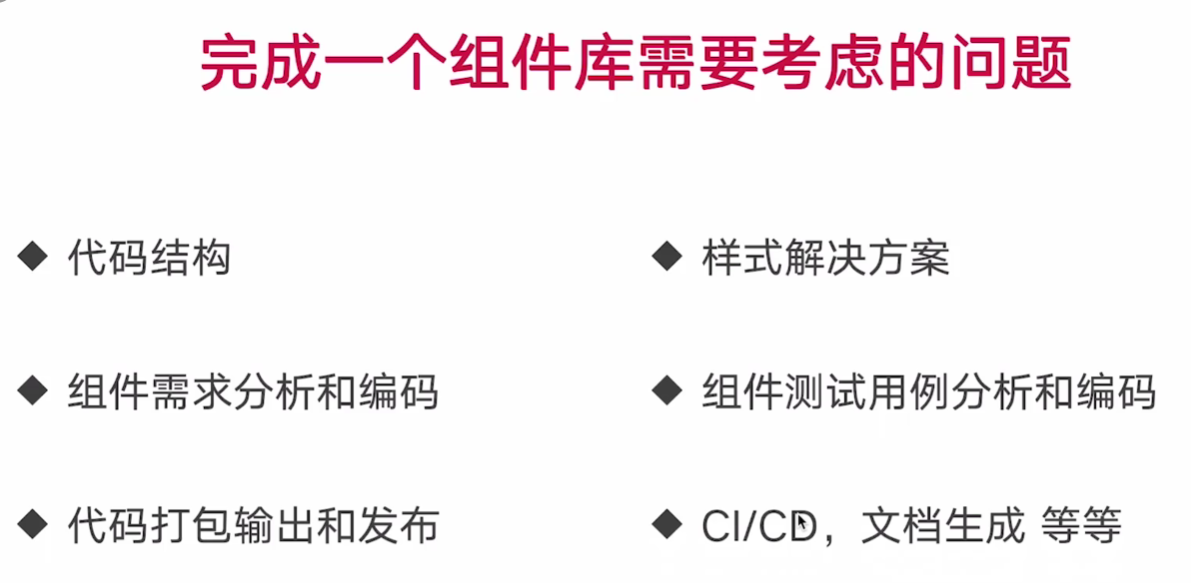 完成一个组件库需要考虑的问题
◆ 代码结构
◆ 样式解决方案
◆ 组件需求分析和编码
◆ 组件测试用例分析和编码
◆ 代码打包输出和发布
◆ CI/CD，文档生成 等等